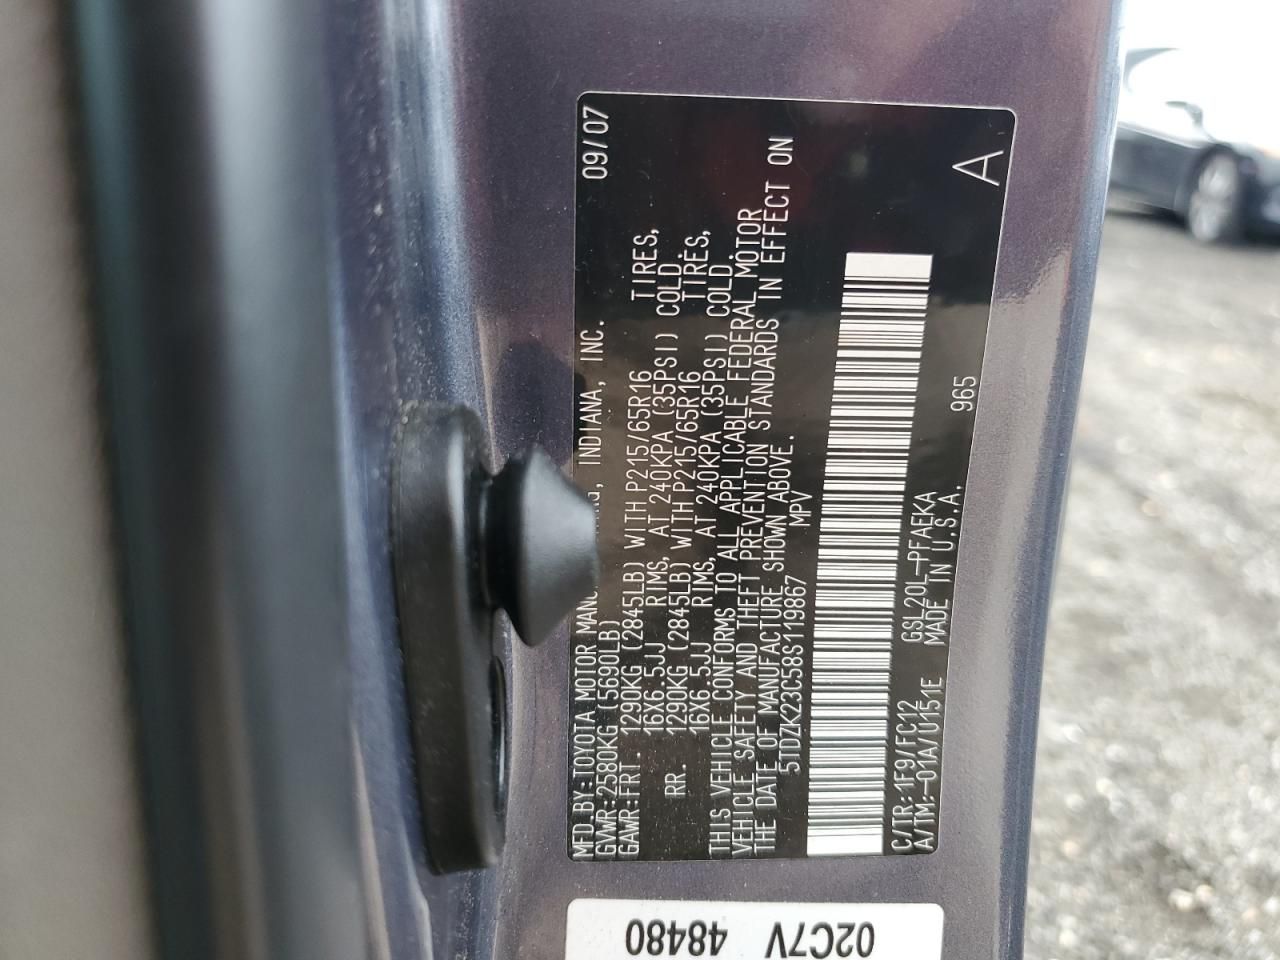 09/07
MFD.BY:TOYOTA MOTOR MANU INDIANA, INC.
GVWR:2580KG (5690LB)
GAWR:FRT. 1290KG (2845LB) WITH P215/65R16 TIRES,
16X6.5JJ RIMS, AT 240KPA (35PSI) COLD.
RR. 1290KG (2845LB) WITH P215/65R16 TIRES,
16X6.5JJ RIMS, AT 240KPA (35PSI) COLD.
THIS VEHICLE CONFORMS TO ALL APPLICABLE FEDERAL MOTOR
VEHICLE SAFETY AND THEFT PREVENTION STANDARDS IN EFFECT ON
THE DATE OF MANUFACTURE SHOWN ABOVE.
5TDZK23C58S119867 MPV
C/TR:1F9/FC12 GSL20L-PFAEKA 965 A
A/TM:-01A/U151E MADE IN U.S.A.
02C7V
48480